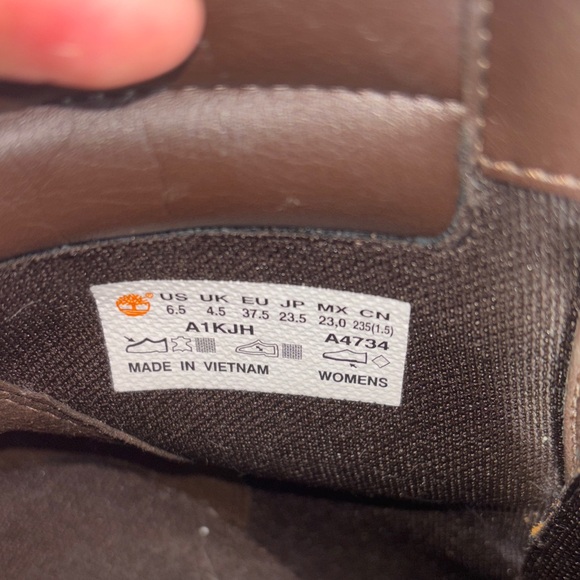 US UK EU JP MX CN
6.5 4.5 37.5 23.5 23,0 235(1.5)
A1KJH A4734
MADE IN VIETNAM WOMENS